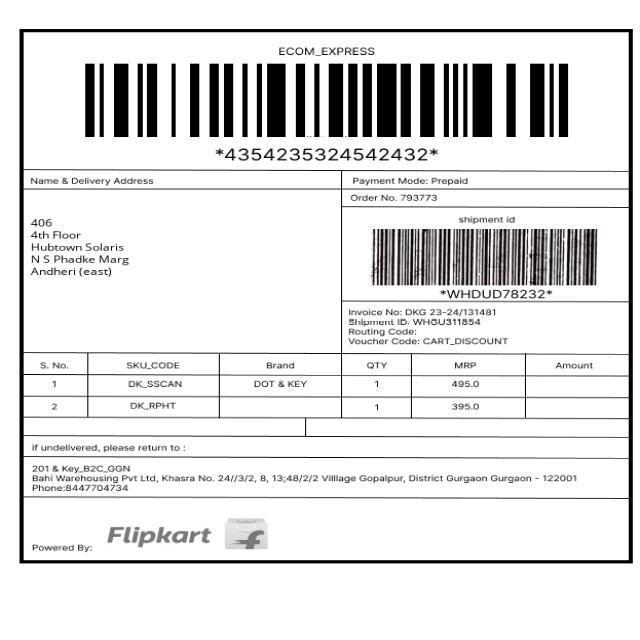 ECOM_EXPRESS
*4354235324542432*
Name & Delivery Address
Payment Mode: Prepaid
Order No. 793773
406
4th Floor
Hubtown Solaris
N S Phadke Marg
Andheri (east)
shipment id
*WHDUD78232*
Invoice No: DKG 23-24/131481
Shipment ID: WHGU311854
Routing Code:
Voucher Code: CART_DISCOUNT
S. No. SKU_CODE Brand QTY MRP Amount
1 DK_SSCAN DOT & KEY 1 495.0
2 DK_RPHT 1 395.0
if undelivered, please return to :
201 & Key_B2C_GGN
Bahi Warehousing Pvt Ltd, Khasra No. 24//3/2, 8, 13;48/2/2 Villlage Gopalpur, District Gurgaon Gurgaon - 122001
Phone:8447704734
Powered By: Flipkart